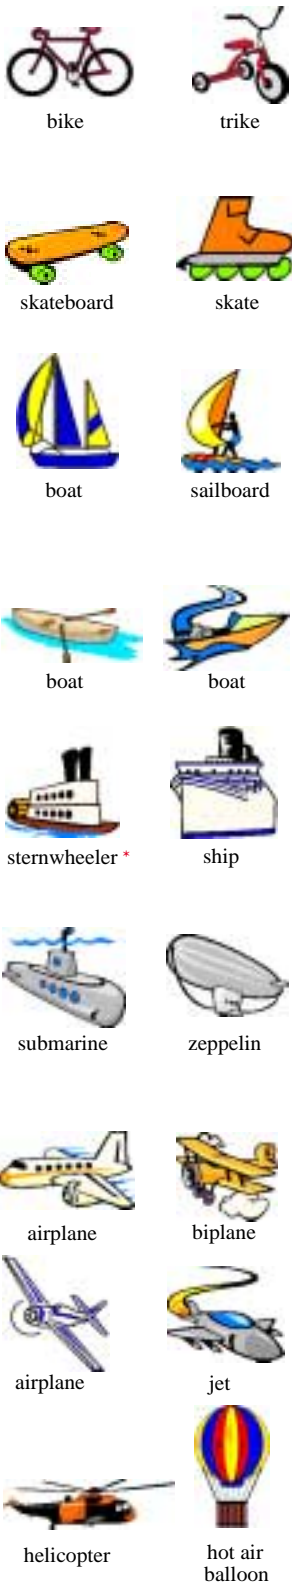 bike trike
skateboard skate
boat sailboard
boat boat
sternwheeler * ship
submarine zeppelin
airplane biplane
airplane jet
helicopter hot air
balloon